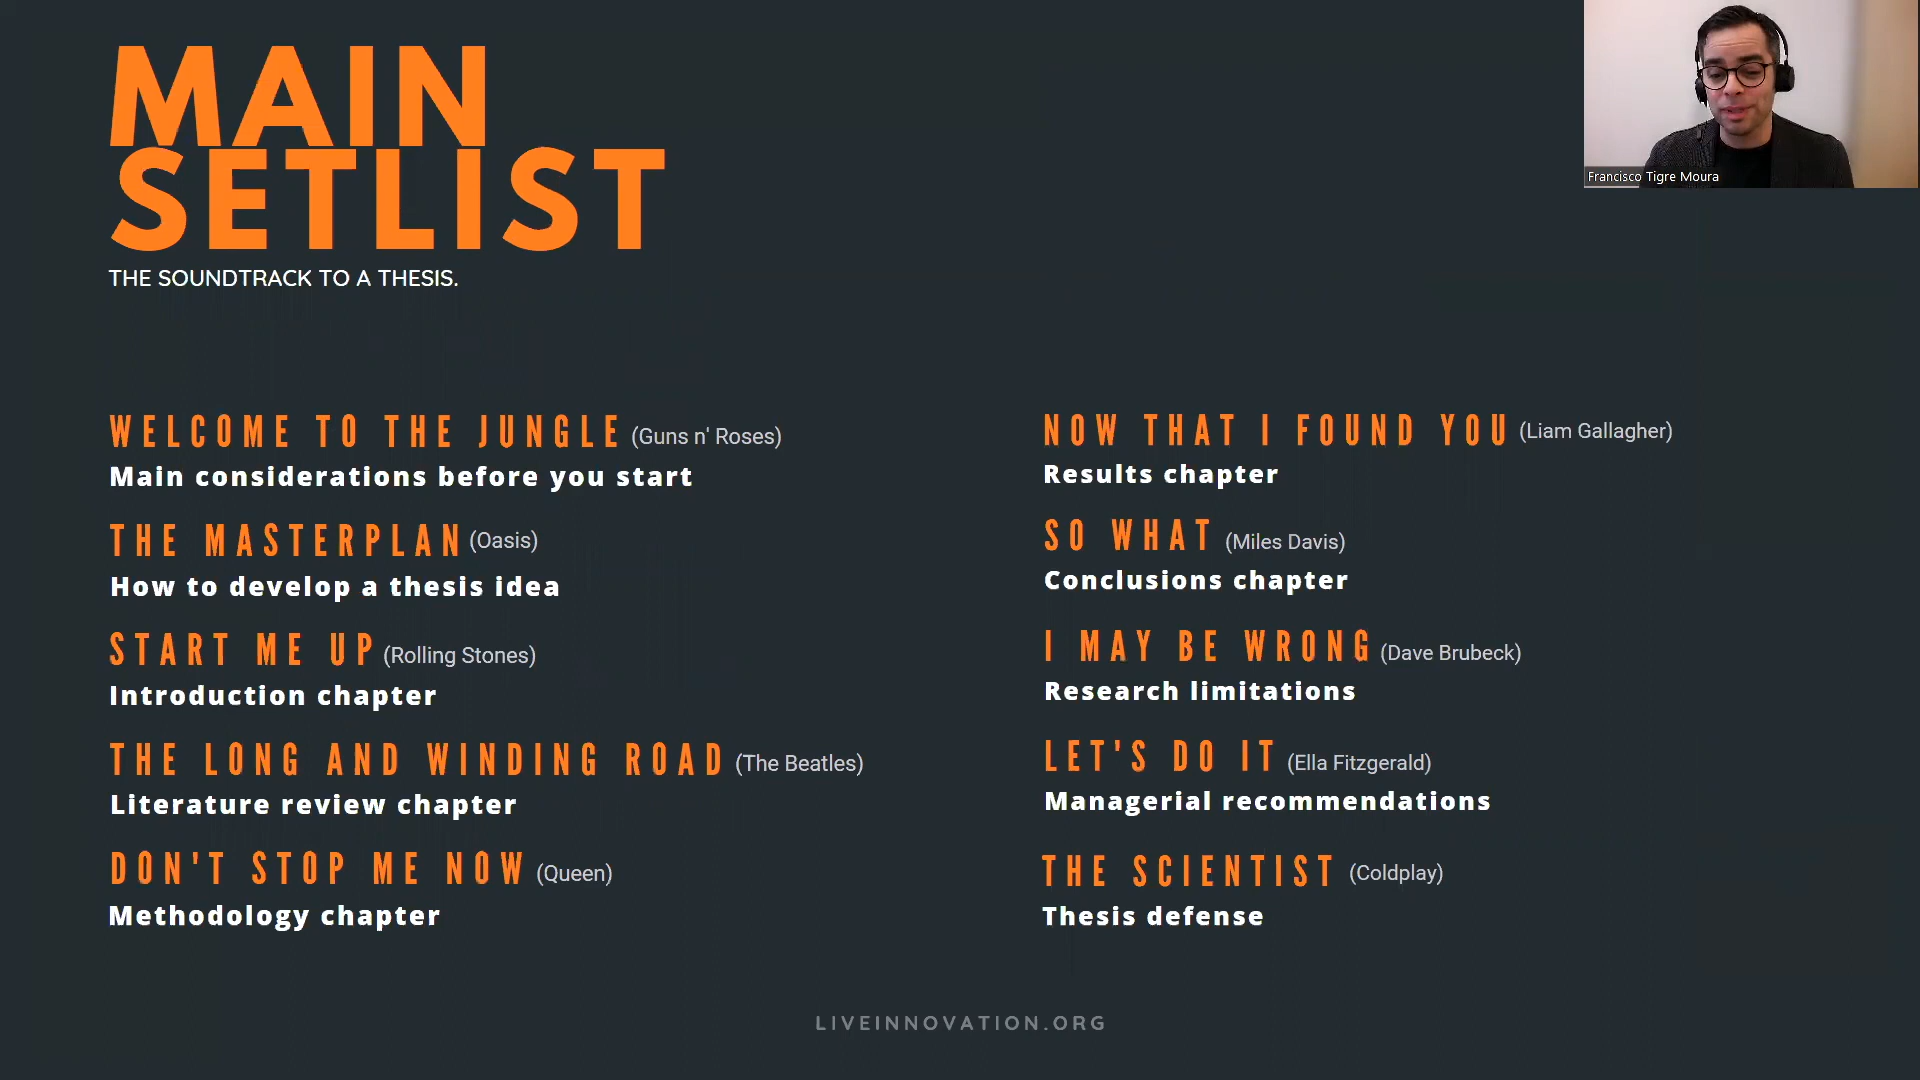 MAIN
SETLIST
THE SOUNDTRACK TO A THESIS.
Francisco Tigre Moura
WELCOME TO THE JUNGLE (Guns n' Roses)
Main considerations before you start
THE MASTERPLAN (Oasis)
How to develop a thesis idea
START ME UP (Rolling Stones)
Introduction chapter
THE LONG AND WINDING ROAD (The Beatles)
Literature review chapter
DON'T STOP ME NOW (Queen)
Methodology chapter
NOW THAT I FOUND YOU (Liam Gallagher)
Results chapter
SO WHAT (Miles Davis)
Conclusions chapter
I MAY BE WRONG (Dave Brubeck)
Research limitations
LET'S DO IT (Ella Fitzgerald)
Managerial recommendations
THE SCIENTIST (Coldplay)
Thesis defense
LIVEINNOVATION.ORG